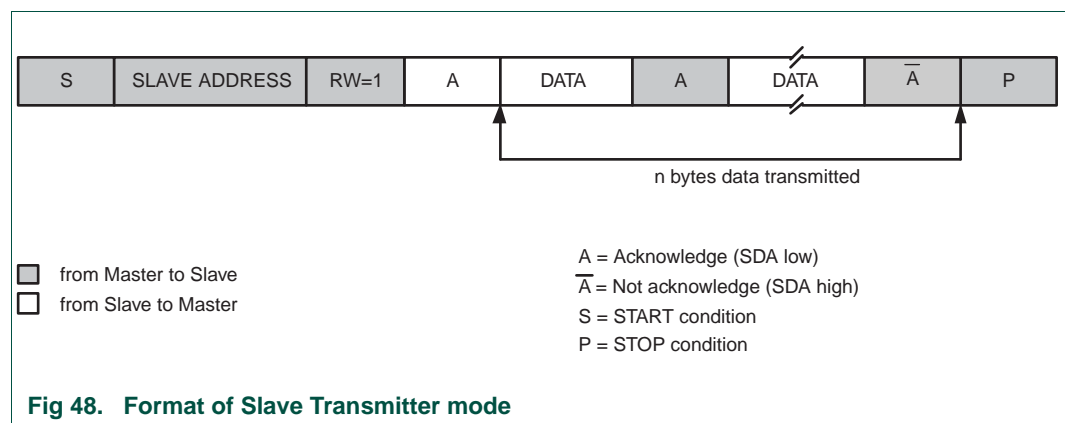 S SLAVE ADDRESS RW=1 A DATA A DATA A̅ P
n bytes data transmitted
from Master to Slave
from Slave to Master
A = Acknowledge (SDA low)
A̅ = Not acknowledge (SDA high)
S = START condition
P = STOP condition
Fig 48. Format of Slave Transmitter mode